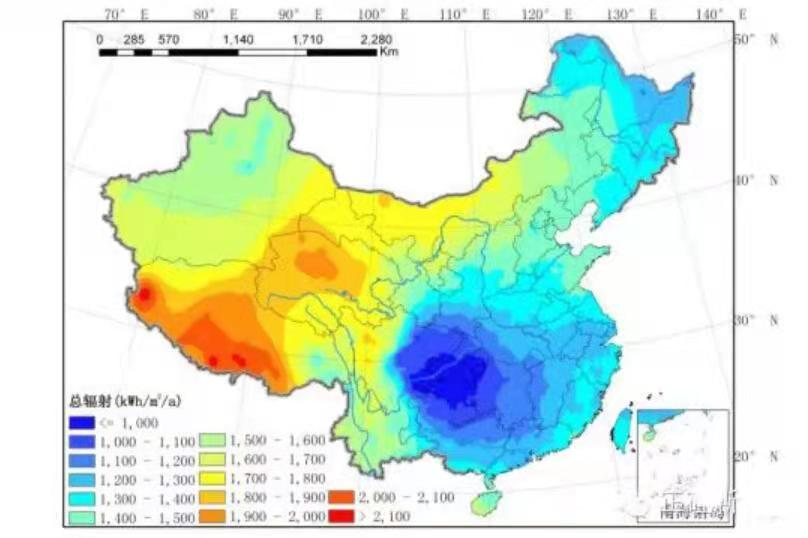 70° E 80° E 90° E 100° E 110° E 120° E 130° E 140° E
0 285 570 1,140 1,710 2,280
Km
50° N
40° N
30° N
20° N
总辐射(kWh/m²/a)
<= 1,000
1,000 - 1,100
1,100 - 1,200
1,200 - 1,300
1,300 - 1,400
1,400 - 1,500
1,500 - 1,600
1,600 - 1,700
1,700 - 1,800
1,800 - 1,900
1,900 - 2,000
2,000 - 2,100
> 2,100
南海诸岛